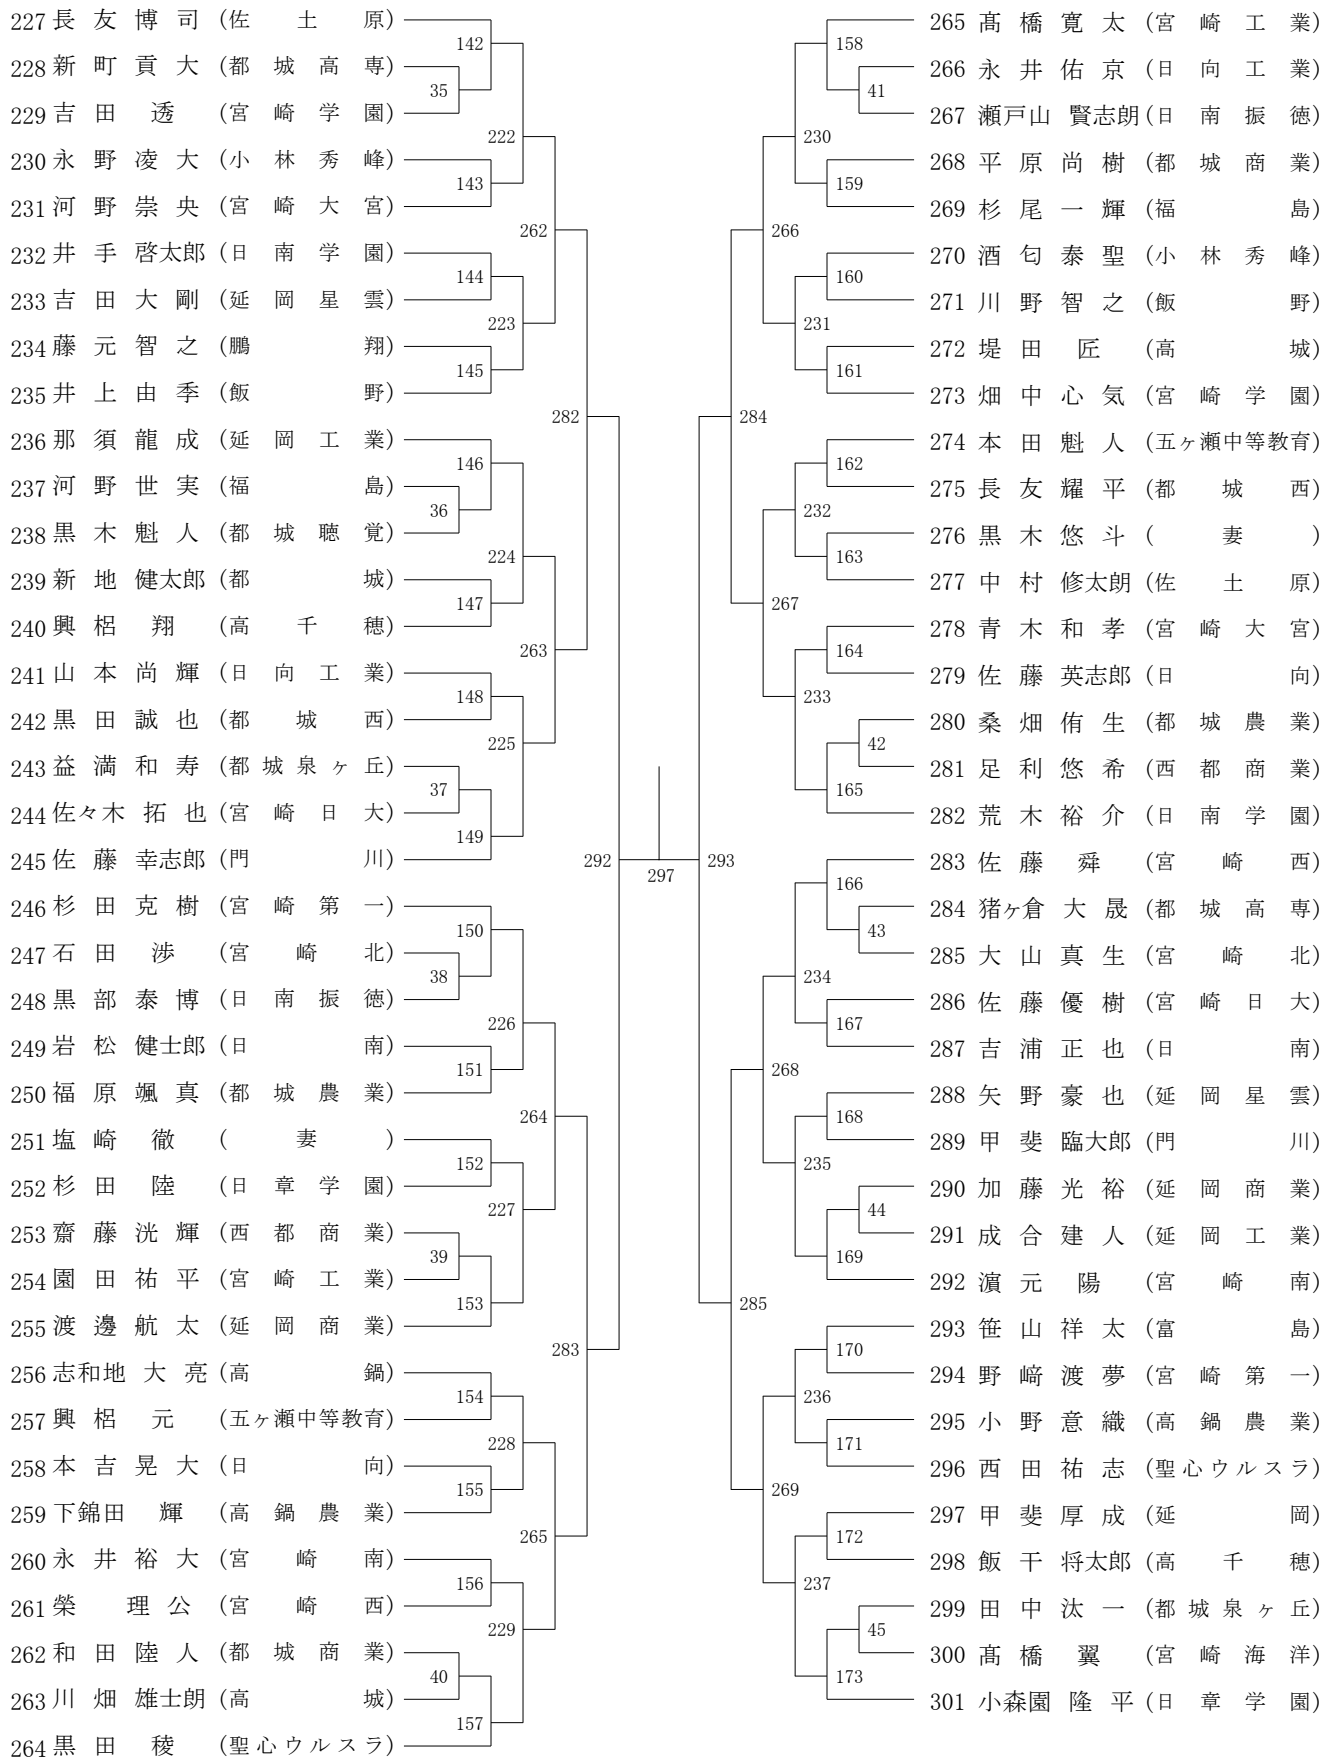 227 長友博司 (佐土原)
228 新町貢大 (都城高専)
229 吉田透 (宮崎学園)
230 永野凌大 (小林秀峰)
231 河野崇央 (宮崎大宮)
232 井手啓太郎 (日南学園)
233 吉田大剛 (延岡星雲)
234 藤元智之 (鵬翔)
235 井上由季 (飯野)
236 那須龍成 (延岡工業)
237 河野世実 (福島)
238 黒木魁人 (都城聴覚)
239 新地健太郎 (都城)
240 興梠翔 (高千穂)
241 山本尚輝 (日向工業)
242 黒田誠也 (都城西)
243 益満和寿 (都城泉ヶ丘)
244 佐々木拓也 (宮崎日大)
245 佐藤幸志郎 (門川)
246 杉田克樹 (宮崎第一)
247 石田渉 (宮崎北)
248 黒部泰博 (日南振徳)
249 岩松健士郎 (日南)
250 福原颯真 (都城農業)
251 塩崎徹 (妻)
252 杉田陸 (日章学園)
253 齋藤洸輝 (西都商業)
254 園田祐平 (宮崎工業)
255 渡邊航太 (延岡商業)
256 志和地大亮 (高鍋)
257 興梠元 (五ヶ瀬中等教育)
258 本吉晃大 (日向)
259 下錦田輝 (高鍋農業)
260 永井裕大 (宮崎南)
261 榮理公 (宮崎西)
262 和田陸人 (都城商業)
263 川畑雄士朗 (高城)
264 黒田稜 (聖心ウルスラ)
142
35
222
143
262
144
223
145
282
146
36
224
147
263
148
225
37
149
292
150
38
226
151
264
152
227
39
153
283
154
228
155
265
156
229
40
157
297
293
158
41
230
159
266
160
231
161
284
162
232
163
267
164
233
42
165
166
43
234
167
268
168
235
44
169
285
170
236
171
269
172
237
45
173
265 髙橋寛太 (宮崎工業)
266 永井佑京 (日向工業)
267 瀬戸山賢志朗 (日南振徳)
268 平原尚樹 (都城商業)
269 杉尾一輝 (福島)
270 酒匂泰聖 (小林秀峰)
271 川野智之 (飯野)
272 堤田匠 (高城)
273 畑中心気 (宮崎学園)
274 本田魁人 (五ヶ瀬中等教育)
275 長友耀平 (都城西)
276 黒木悠斗 (妻)
277 中村修太朗 (佐土原)
278 青木和孝 (宮崎大宮)
279 佐藤英志郎 (日向)
280 桑畑侑生 (都城農業)
281 足利悠希 (西都商業)
282 荒木裕介 (日南学園)
283 佐藤舜 (宮崎西)
284 猪ヶ倉大晟 (都城高専)
285 大山真生 (宮崎北)
286 佐藤優樹 (宮崎日大)
287 吉浦正也 (日南)
288 矢野豪也 (延岡星雲)
289 甲斐臨大郎 (門川)
290 加藤光裕 (延岡商業)
291 成合建人 (延岡工業)
292 濵元陽 (宮崎南)
293 笹山祥太 (富島)
294 野﨑渡夢 (宮崎第一)
295 小野意織 (高鍋農業)
296 西田祐志 (聖心ウルスラ)
297 甲斐厚成 (延岡)
298 飯干将太郎 (高千穂)
299 田中汰一 (都城泉ヶ丘)
300 髙橋翼 (宮崎海洋)
301 小森園隆平 (日章学園)